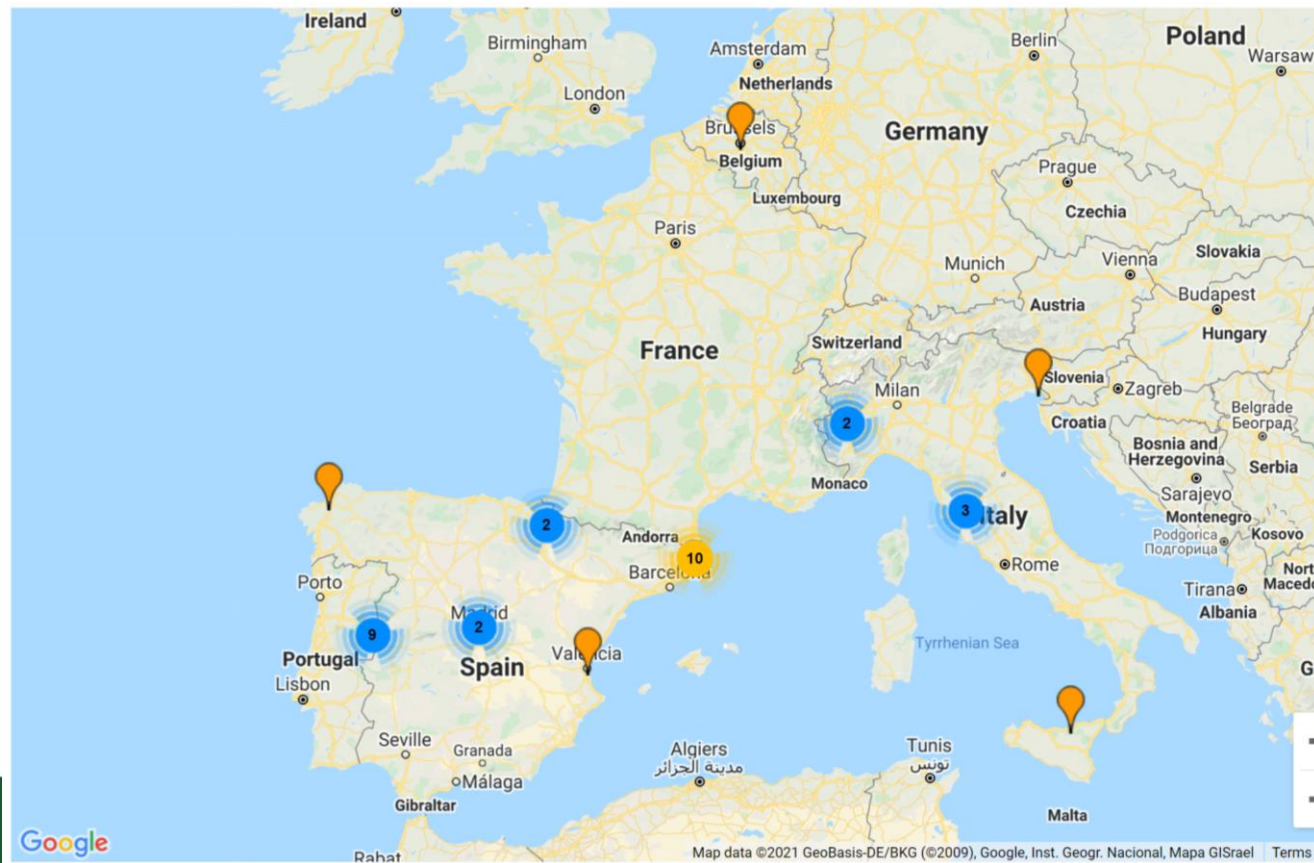 Ireland
Birmingham
London
Amsterdam
Netherlands
Berlin
Poland
Warsaw
Brussels
Belgium
Germany
Luxembourg
Prague
Czechia
Paris
Munich
Vienna
Slovakia
Austria
Budapest
Hungary
France
Switzerland
Milan
Slovenia
Zagreb
Croatia
Belgrade
Београд
Bosnia and
Herzegovina
Serbia
2
Monaco
Sarajevo
Montenegro
Podgorica
Подгорица
Kosovo
3
Italy
2
Andorra
10
Barcelona
Rome
Nort
Macedo
Tirana
Albania
Porto
Madrid
9
2
Portugal
Spain
Valencia
Lisbon
Tyrrhenian Sea
G
Seville
Granada
Málaga
Gibraltar
Algiers
مدينة الجزائر
Tunis
تونس
Malta
Rabat
Google
Map data ©2021 GeoBasis-DE/BKG (©2009), Google, Inst. Geogr. Nacional, Mapa GISrael
Terms